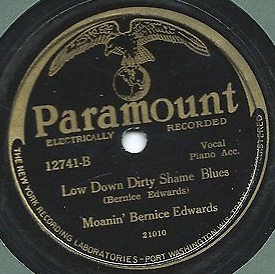 Paramount
ELECTRICALLY RECORDED
12741-B
Vocal
Piano Acc.
Low Down Dirty Shame Blues
(Bernice Edwards)
Moanin' Bernice Edwards
21010
THE NEW YORK RECORDING LABORATORIES - PORT WASHINGTON, WIS.